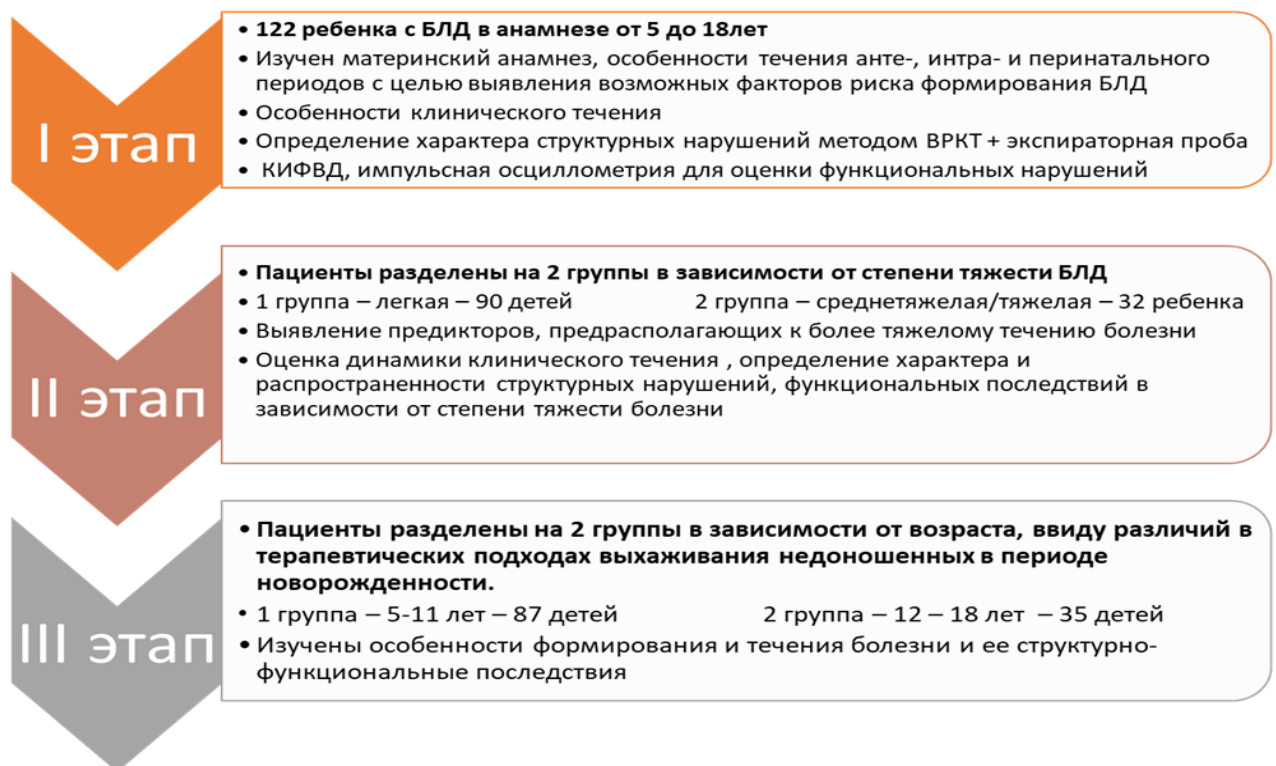 I этап
• 122 ребенка с БЛД в анамнезе от 5 до 18лет
• Изучен материнский анамнез, особенности течения анте-, интра- и перинатального
периодов с целью выявления возможных факторов риска формирования БЛД
• Особенности клинического течения
• Определение характера структурных нарушений методом ВРКТ + экспираторная проба
• КИФВД, импульсная осциллометрия для оценки функциональных нарушений
II этап
• Пациенты разделены на 2 группы в зависимости от степени тяжести БЛД
• 1 группа – легкая – 90 детей 2 группа – среднетяжелая/тяжелая – 32 ребенка
• Выявление предикторов, предрасполагающих к более тяжелому течению болезни
• Оценка динамики клинического течения , определение характера и
распространенности структурных нарушений, функциональных последствий в
зависимости от степени тяжести болезни
III этап
• Пациенты разделены на 2 группы в зависимости от возраста, ввиду различий в
терапевтических подходах выхаживания недоношенных в периоде
новорожденности.
• 1 группа – 5-11 лет – 87 детей 2 группа – 12 – 18 лет – 35 детей
• Изучены особенности формирования и течения болезни и ее структурно-
функциональные последствия